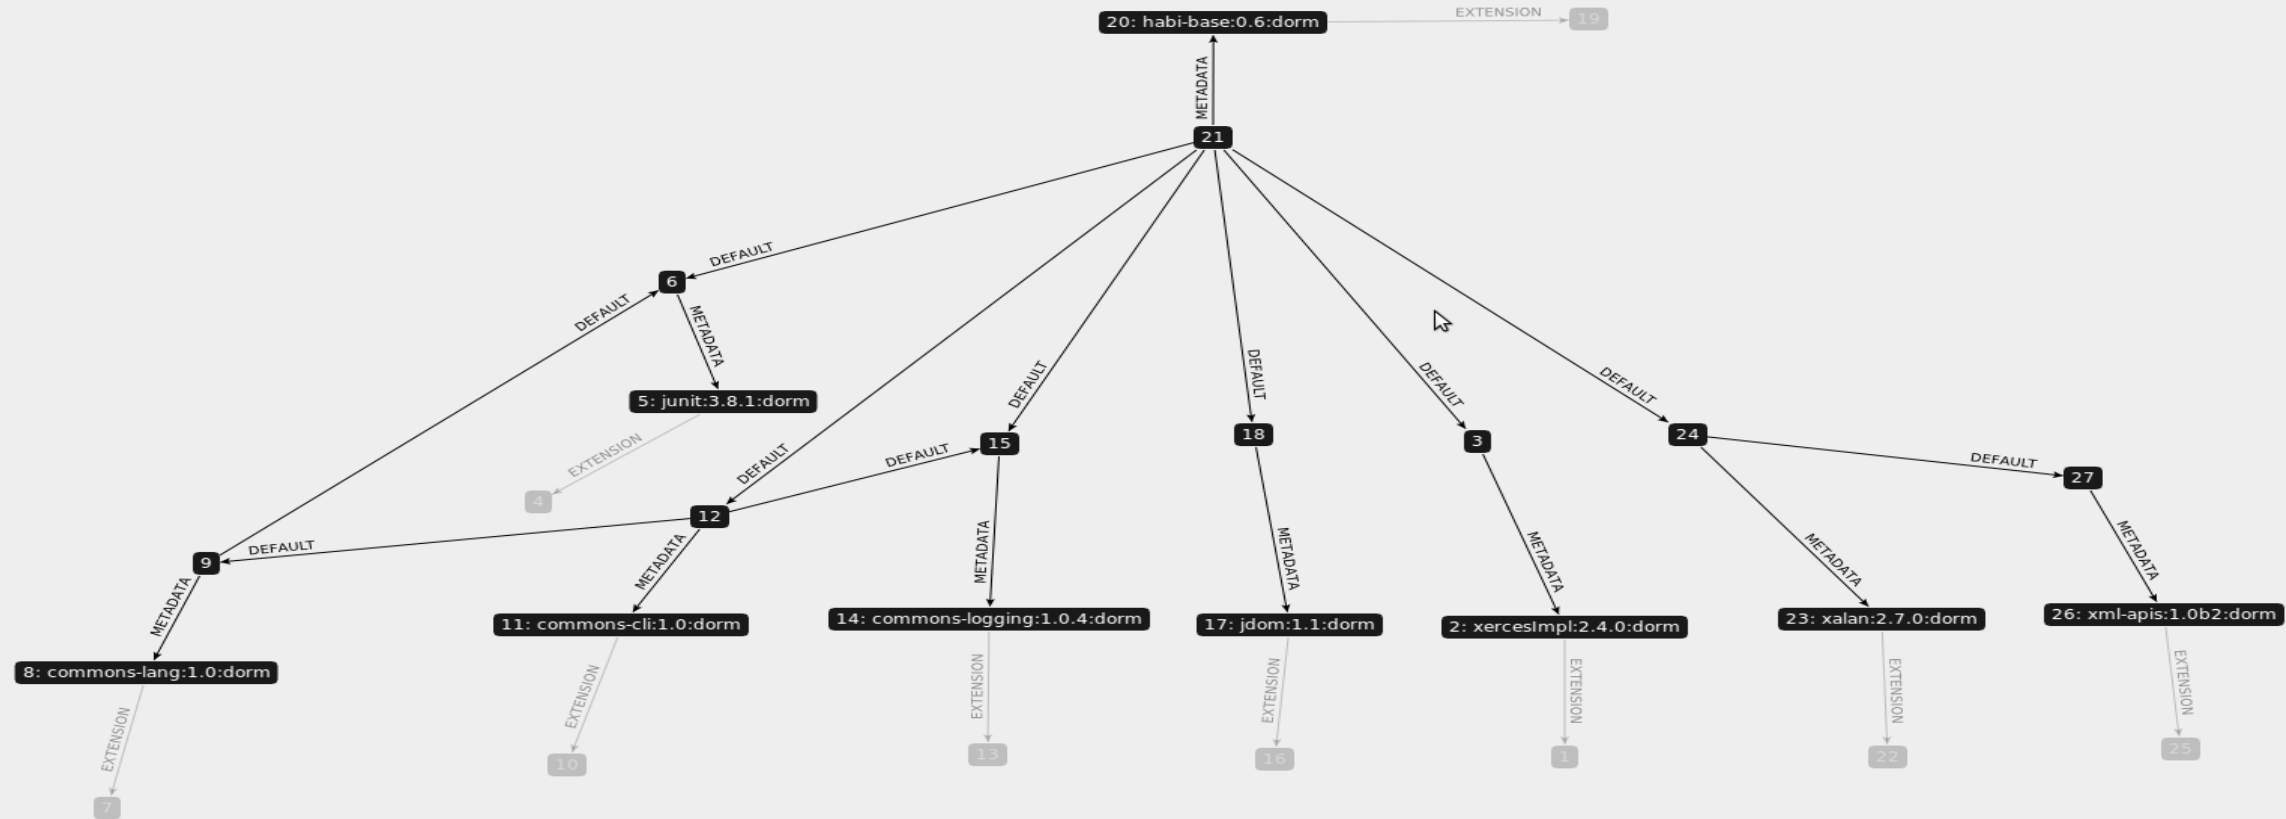 20: habi-base:0.6:dorm
EXTENSION
19
METADATA
21
DEFAULT
6
DEFAULT
METADATA
5: junit:3.8.1:dorm
EXTENSION
4
DEFAULT
15
DEFAULT
18
DEFAULT
3
DEFAULT
24
DEFAULT
27
DEFAULT
DEFAULT
12
DEFAULT
9
METADATA
METADATA
METADATA
METADATA
METADATA
METADATA
METADATA
8: commons-lang:1.0:dorm
11: commons-cli:1.0:dorm
14: commons-logging:1.0.4:dorm
17: jdom:1.1:dorm
2: xercesImpl:2.4.0:dorm
23: xalan:2.7.0:dorm
26: xml-apis:1.0b2:dorm
EXTENSION
EXTENSION
EXTENSION
EXTENSION
EXTENSION
EXTENSION
EXTENSION
7
10
13
16
1
22
25